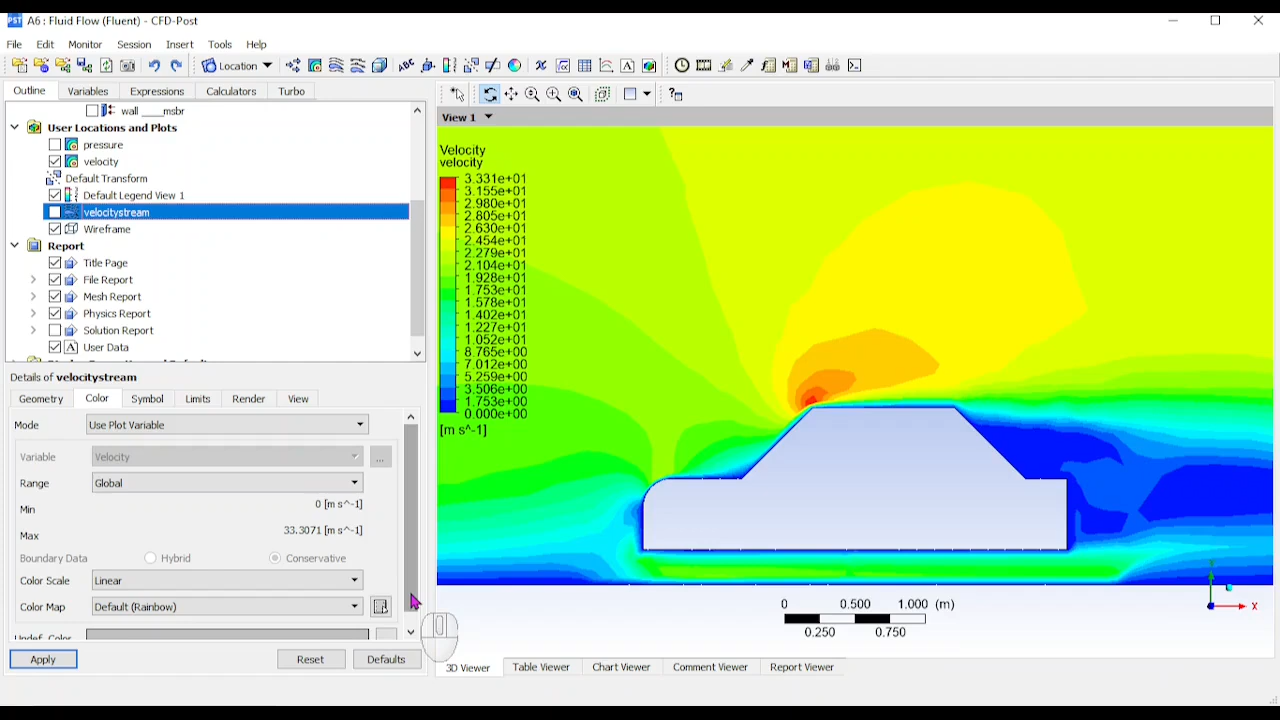 PST A6 : Fluid Flow (Fluent) - CFD-Post
File Edit Monitor Session Insert Tools Help
Location
Outline Variables Expressions Calculators Turbo
wall ____msbr
User Locations and Plots
pressure
velocity
Default Transform
Default Legend View 1
velocitystream
Wireframe
Report
Title Page
File Report
Mesh Report
Physics Report
Solution Report
User Data
Details of velocitystream
Geometry Color Symbol Limits Render View
Mode Use Plot Variable
Variable Velocity ...
Range Global
Min 0 [m s^-1]
Max 33.3071 [m s^-1]
Boundary Data Hybrid Conservative
Color Scale Linear
Color Map Default (Rainbow)
Undef. Color
Apply Reset Defaults
View 1
Velocity
velocity
3.331e+01
3.155e+01
2.980e+01
2.805e+01
2.630e+01
2.454e+01
2.279e+01
2.104e+01
1.928e+01
1.753e+01
1.578e+01
1.402e+01
1.227e+01
1.052e+01
8.765e+00
7.012e+00
5.259e+00
3.506e+00
1.753e+00
0.000e+00
[m s^-1]
0 0.500 1.000 (m)
0.250 0.750
Y
X
3D Viewer Table Viewer Chart Viewer Comment Viewer Report Viewer